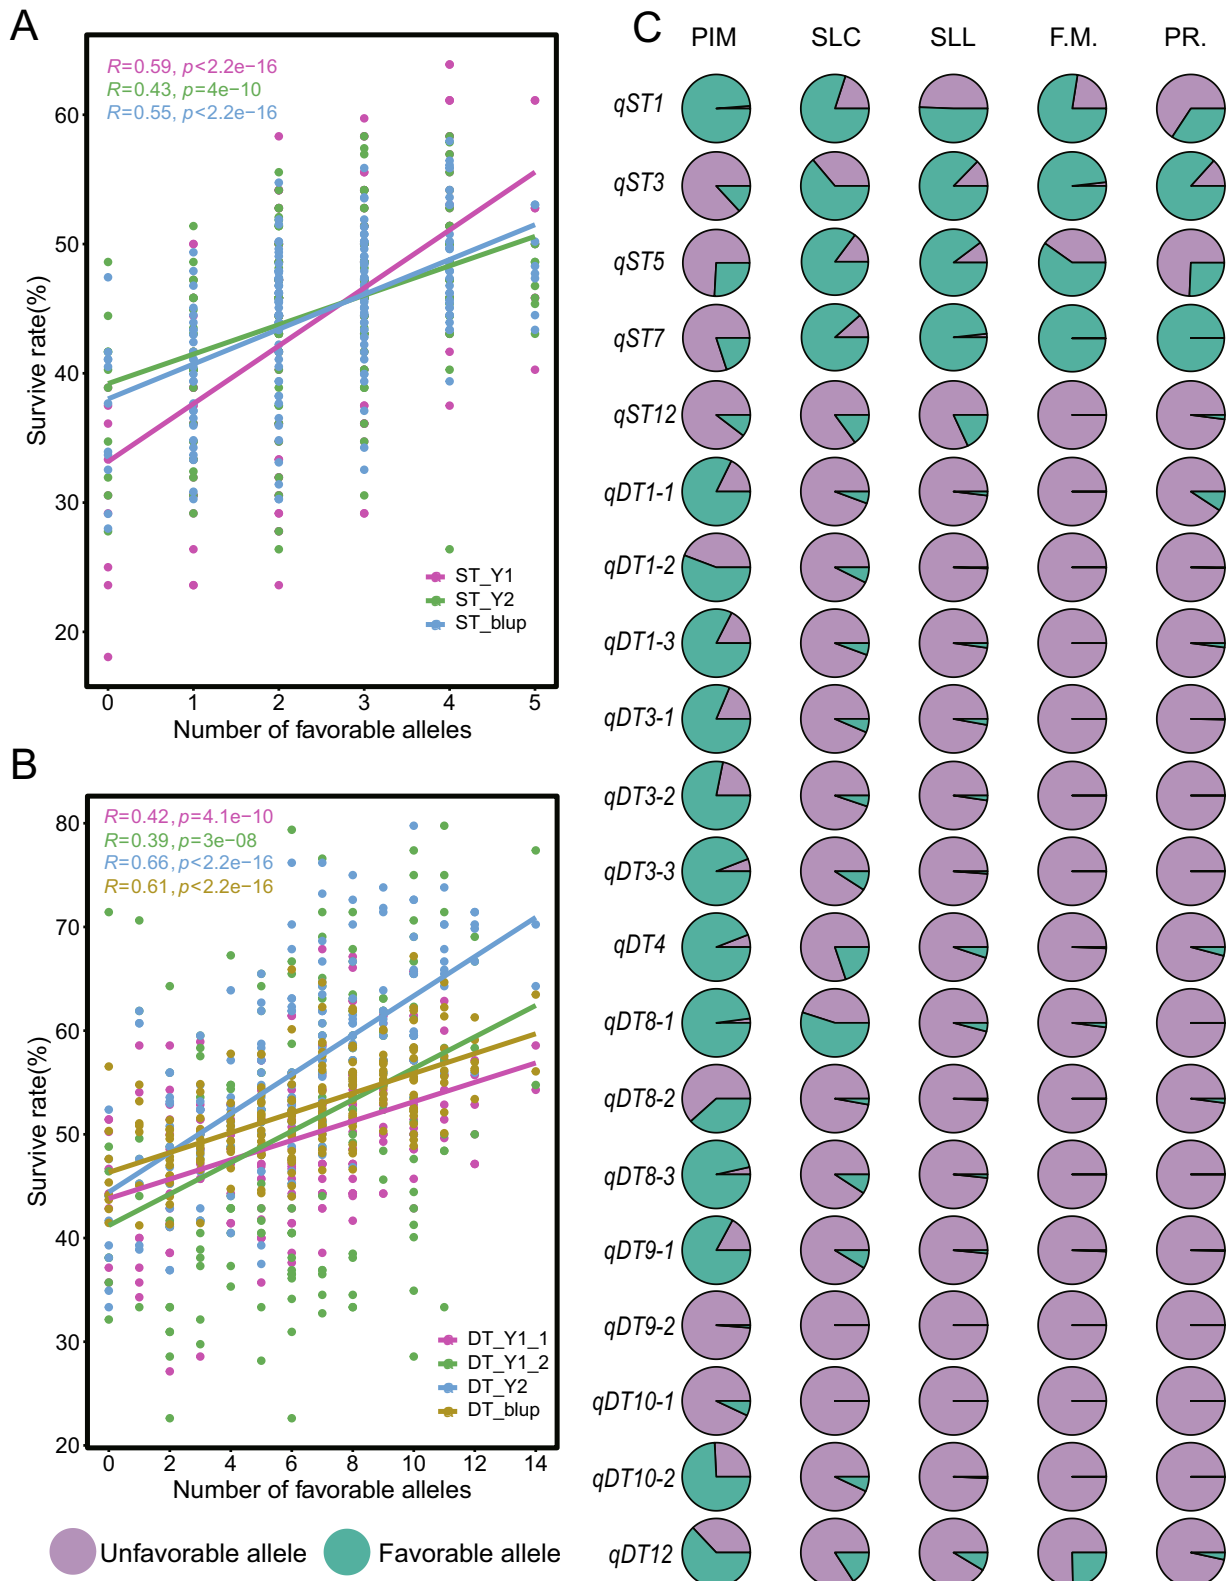 A
R=0.59, p<2.2e−16
R=0.43, p=4e−10
R=0.55, p<2.2e−16
60
50
40
30
20
Survive rate(%)
ST_Y1
ST_Y2
ST_blup
0 1 2 3 4 5
Number of favorable alleles
B
R=0.42, p=4.1e−10
R=0.39, p=3e−08
R=0.66, p<2.2e−16
R=0.61, p<2.2e−16
80
70
60
50
40
30
20
Survive rate(%)
DT_Y1_1
DT_Y1_2
DT_Y2
DT_blup
0 2 4 6 8 10 12 14
Number of favorable alleles
Unfavorable allele Favorable allele
C
PIM SLC SLL F.M. PR.
qST1
qST3
qST5
qST7
qST12
qDT1-1
qDT1-2
qDT1-3
qDT3-1
qDT3-2
qDT3-3
qDT4
qDT8-1
qDT8-2
qDT8-3
qDT9-1
qDT9-2
qDT10-1
qDT10-2
qDT12